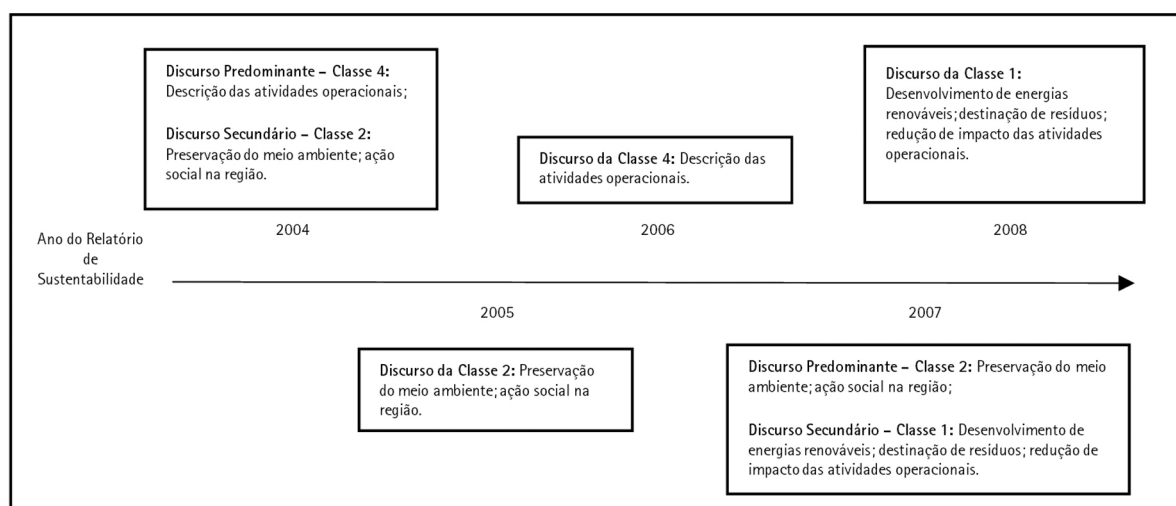 Discurso Predominante – Classe 4:
Descrição das atividades operacionais;
Discurso Secundário – Classe 2:
Preservação do meio ambiente; ação
social na região.
Discurso da Classe 4: Descrição das
atividades operacionais.
Discurso da Classe 1:
Desenvolvimento de energias
renováveis; destinação de resíduos;
redução de impacto das atividades
operacionais.
2004
2006
2008
Ano do Relatório
de
Sustentabilidade
2005
2007
Discurso da Classe 2: Preservação
do meio ambiente; ação social na
região.
Discurso Predominante – Classe 2: Preservação do meio
ambiente; ação social na região;
Discurso Secundário – Classe 1: Desenvolvimento de
energias renováveis; destinação de resíduos; redução de
impacto das atividades operacionais.